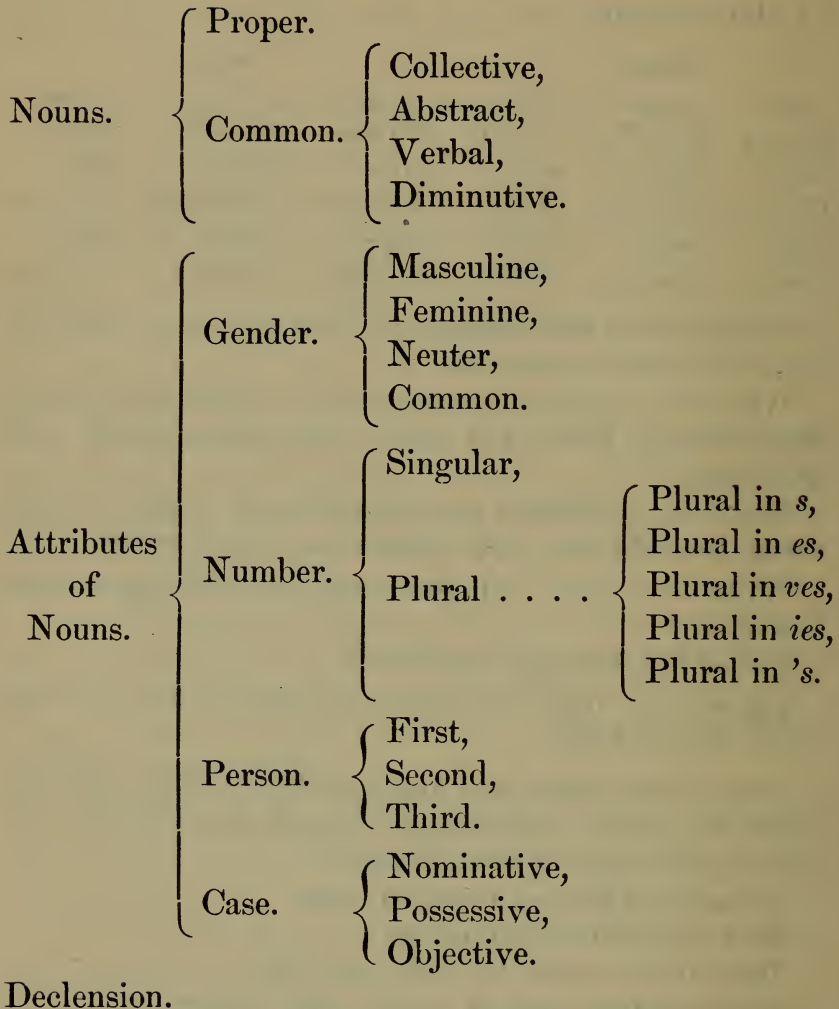 Proper.
Nouns.
Common.
Collective,
Abstract,
Verbal,
Diminutive.
Attributes
of
Nouns.
Gender.
Masculine,
Feminine,
Neuter,
Common.
Number.
Singular,
Plural . . . .
Plural in s,
Plural in es,
Plural in ves,
Plural in ies,
Plural in ’s.
Person.
First,
Second,
Third.
Case.
Nominative,
Possessive,
Objective.
Declension.